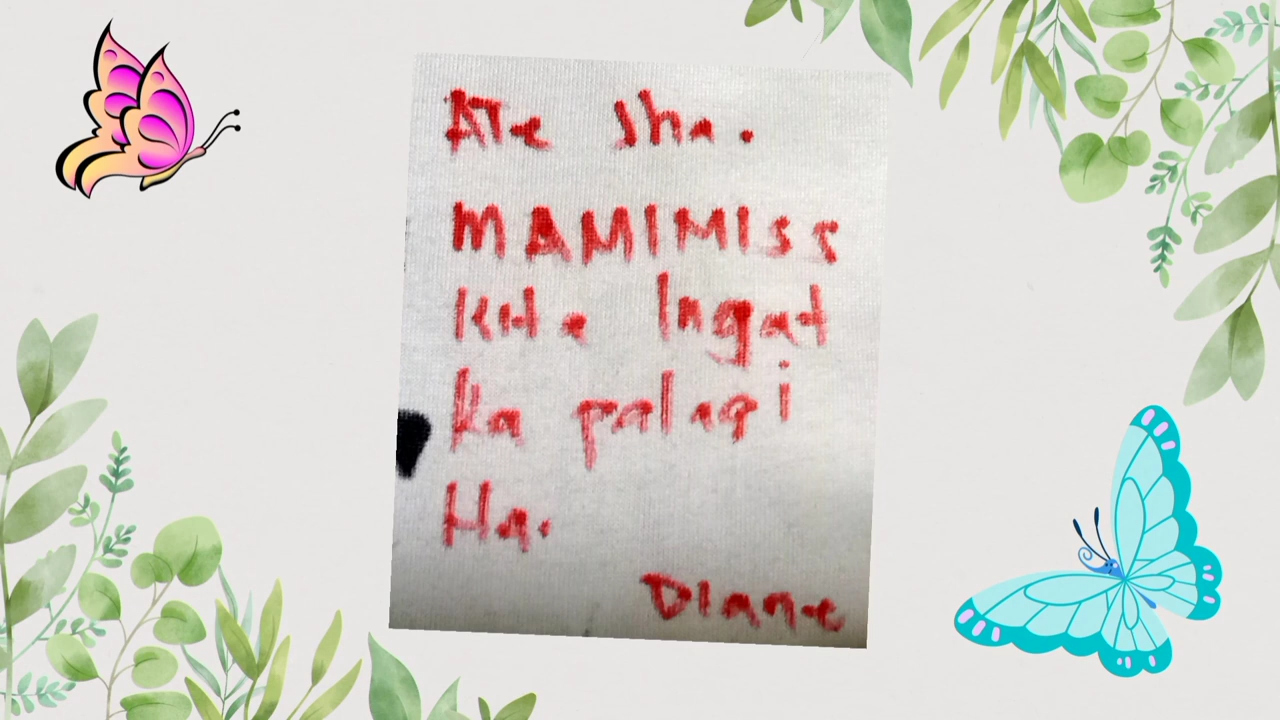 ATe Sha.
MAMIMISS
KITa Ingat
Ka palagi
Ha.
Diane